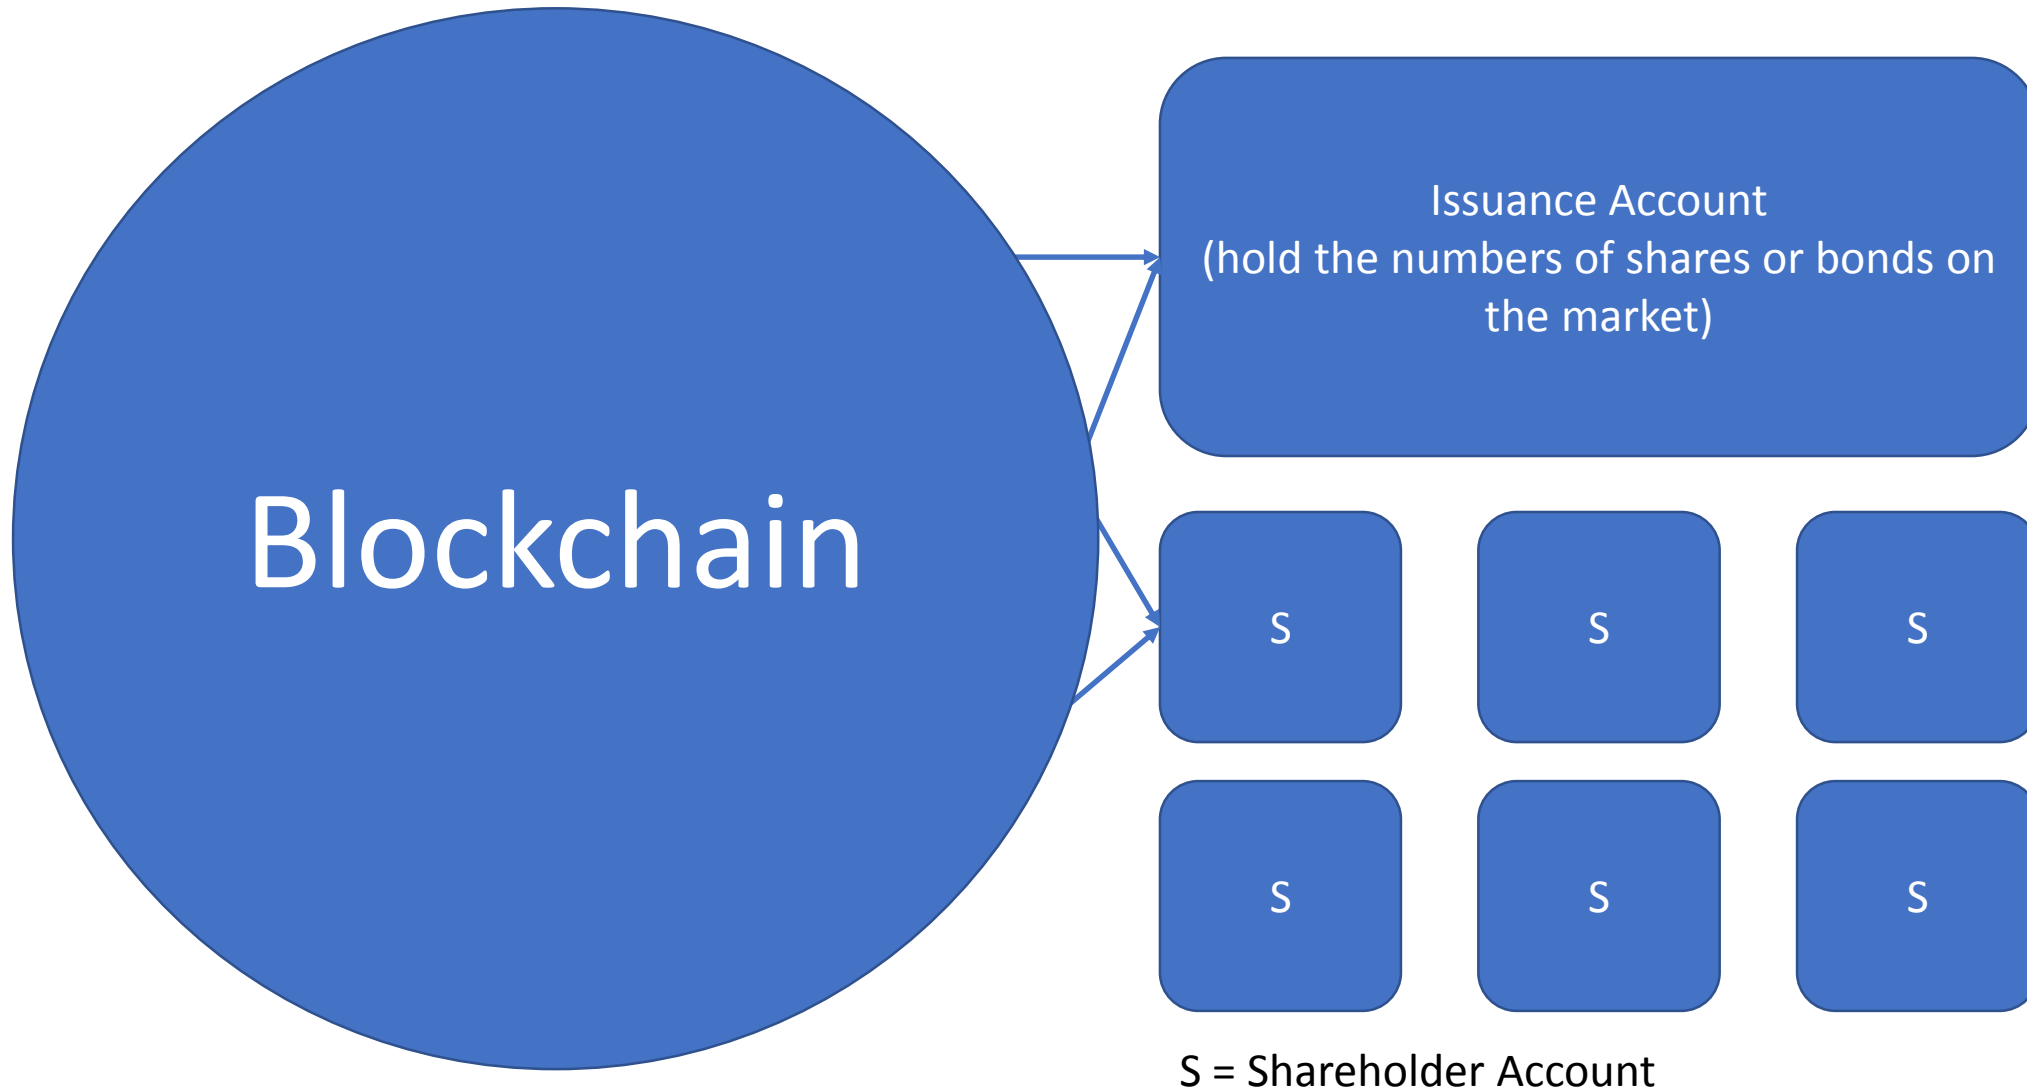 Blockchain
Issuance Account
(hold the numbers of shares or bonds on
the market)
S
S
S
S
S
S
S = Shareholder Account